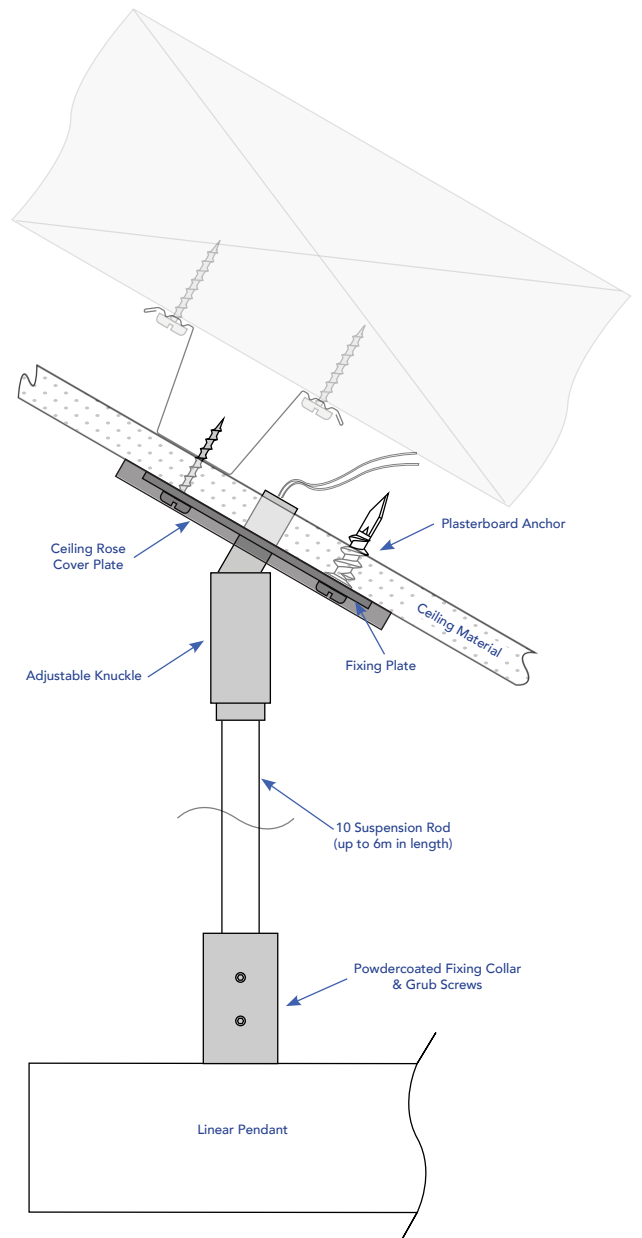 Plasterboard Anchor
Ceiling Rose
Cover Plate
Ceiling Material
Fixing Plate
Adjustable Knuckle
10 Suspension Rod
(up to 6m in length)
Powdercoated Fixing Collar
& Grub Screws
Linear Pendant